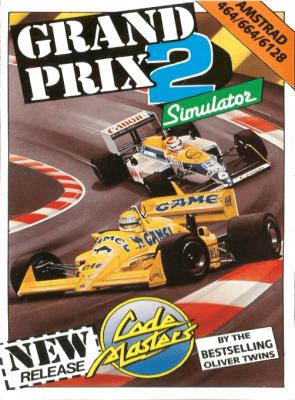 GRAND
PRIX 2
Simulator
AMSTRAD
464/664/6128
CANON
GAME
CAMEL
Code
Masters
NEW
RELEASE
BY THE
BESTSELLING
OLIVER TWINS